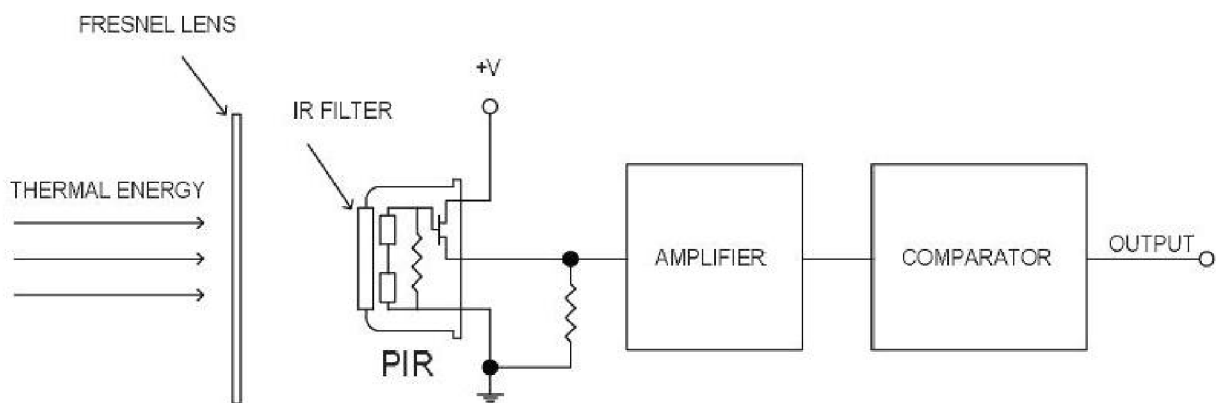 FRESNEL LENS
+V
IR FILTER
THERMAL ENERGY
AMPLIFIER
COMPARATOR
OUTPUT
PIR